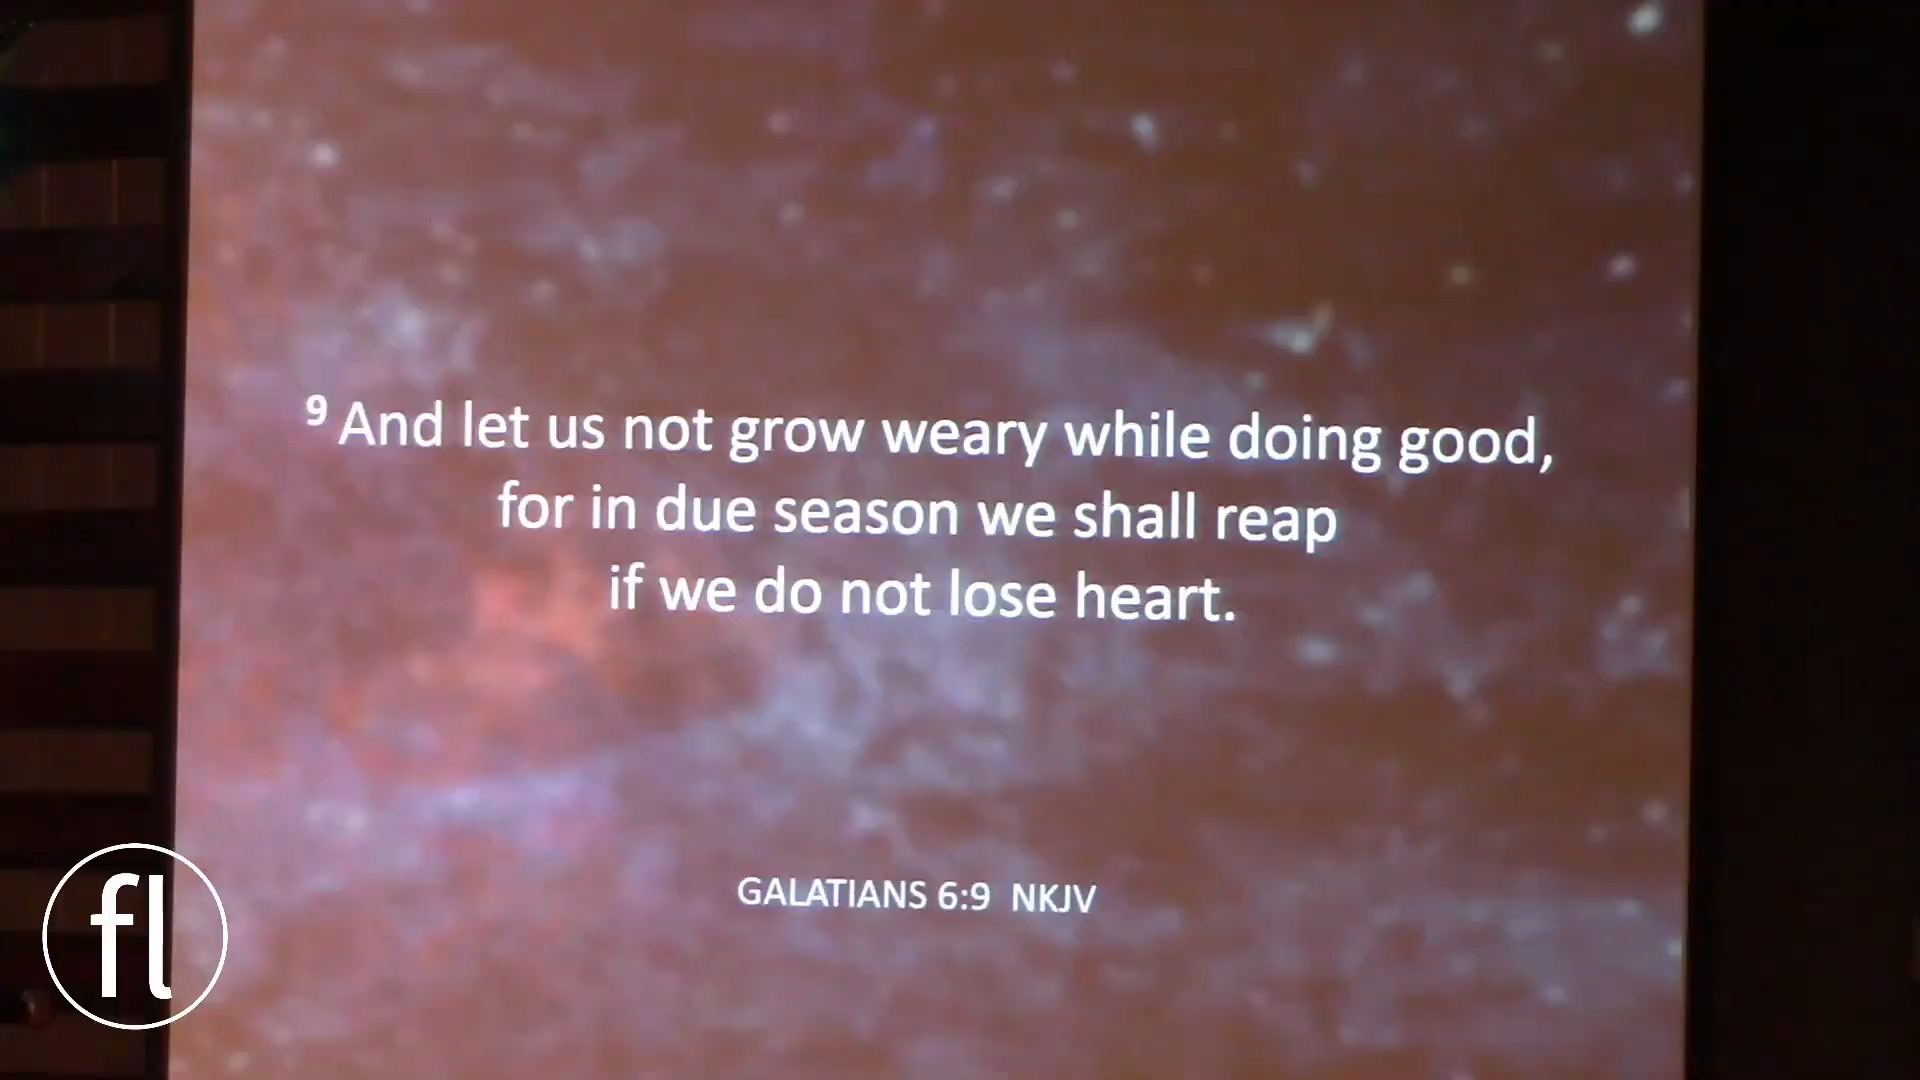 9 And let us not grow weary while doing good,
for in due season we shall reap
if we do not lose heart.
GALATIANS 6:9 NKJV
fl